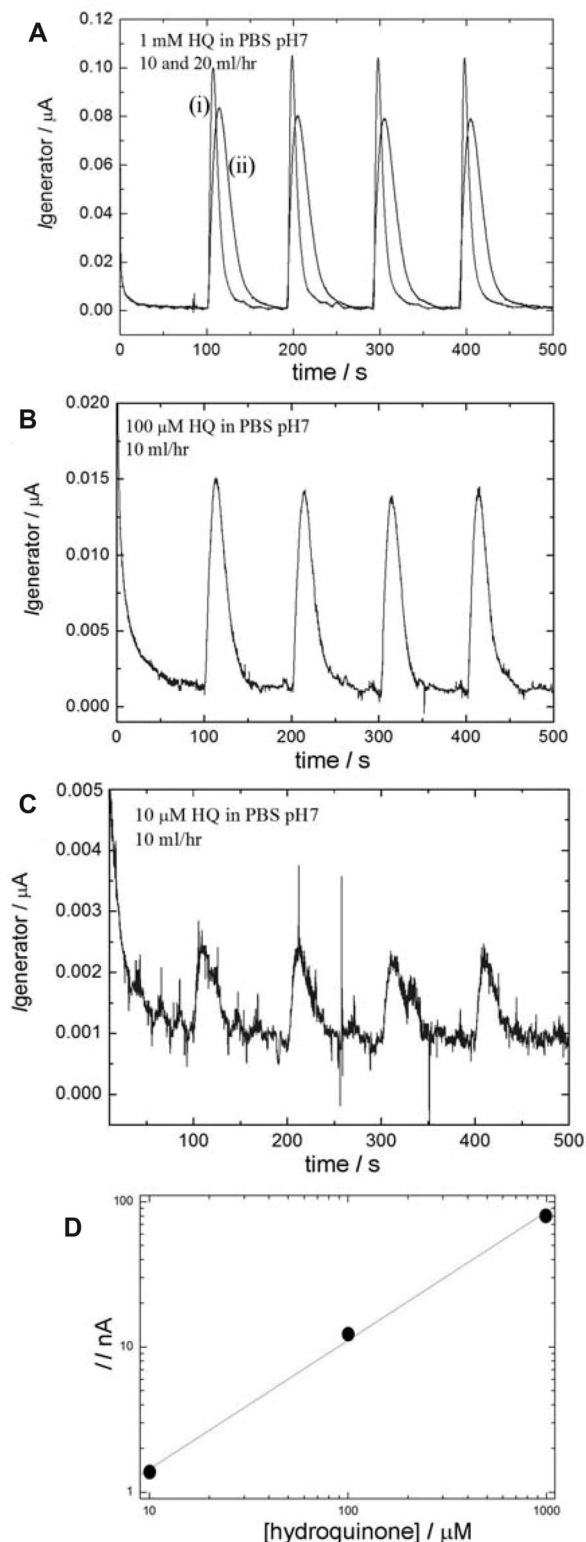 A
1 mM HQ in PBS pH7
10 and 20 ml/hr
(i)
(ii)
Igenerator / µA
0.12
0.10
0.08
0.06
0.04
0.02
0.00
0 100 200 300 400 500
time / s
B
100 µM HQ in PBS pH7
10 ml/hr
Igenerator / µA
0.020
0.015
0.010
0.005
0.000
0 100 200 300 400 500
time / s
C
10 µM HQ in PBS pH7
10 ml/hr
Igenerator / µA
0.005
0.004
0.003
0.002
0.001
0.000
100 200 300 400 500
time / s
D
I / nA
100
10
1
10 100 1000
[hydroquinone] / µM